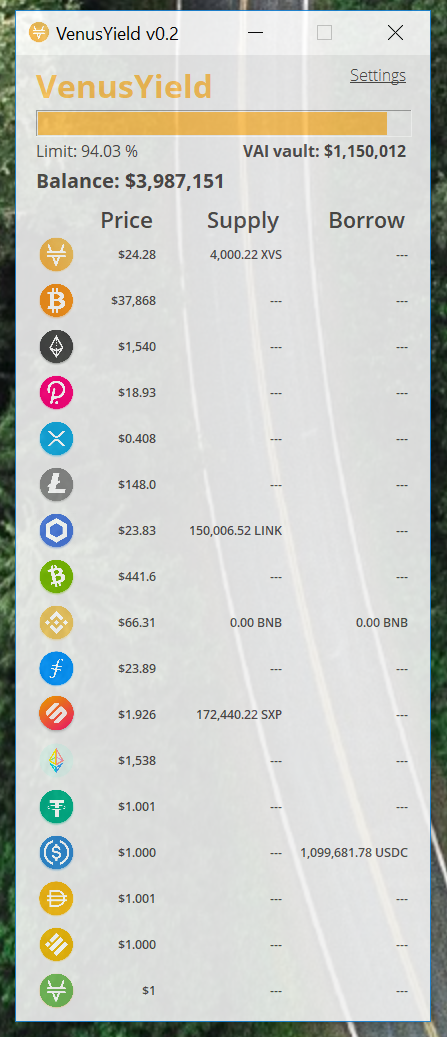 VenusYield v0.2
VenusYield
Settings
Limit: 94.03 % VAI vault: $1,150,012
Balance: $3,987,151
Price Supply Borrow
$24.28 4,000.22 XVS ---
$37,868 --- ---
$1,540 --- ---
$18.93 --- ---
$0.408 --- ---
$148.0 --- ---
$23.83 150,006.52 LINK ---
$441.6 --- ---
$66.31 0.00 BNB 0.00 BNB
$23.89 --- ---
$1.926 172,440.22 SXP ---
$1,538 --- ---
$1.001 --- ---
$1.000 --- 1,099,681.78 USDC
$1.001 --- ---
$1.000 --- ---
$1 --- ---